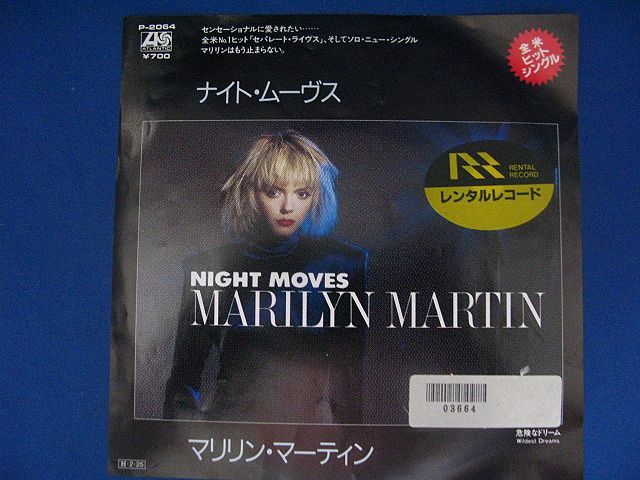 P-2064
ATLANTIC
¥700
センセーショナルに愛されたい……
全米No.1ヒット「セパレート・ライヴス」、そしてソロ・ニュー・シングル
マリリンはもう止まらない。
全米
ヒット
シングル
ナイト・ムーヴス
RENTAL
RECORD
レンタルレコード
NIGHT MOVES
MARILYN MARTIN
03664
危険なドリーム
Wildest Dreams
マリリン・マーティン
H・2・25